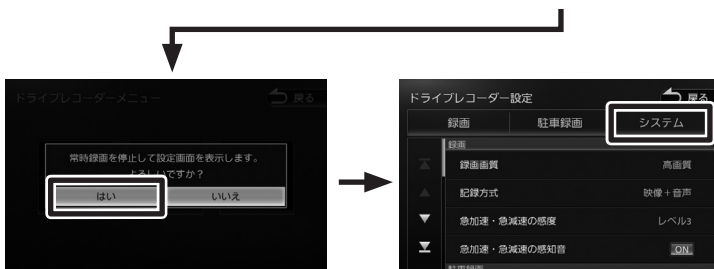 ドライブレコーダーメニュー
戻る
常時録画を停止して設定画面を表示します。
よろしいですか？
はい
いいえ
ドライブレコーダー設定
戻る
録画
駐車録画
システム
録画
録画画質
高画質
記録方式
映像＋音声
急加速・急減速の感度
レベル3
急加速・急減速の感知音
ON
駐車録画